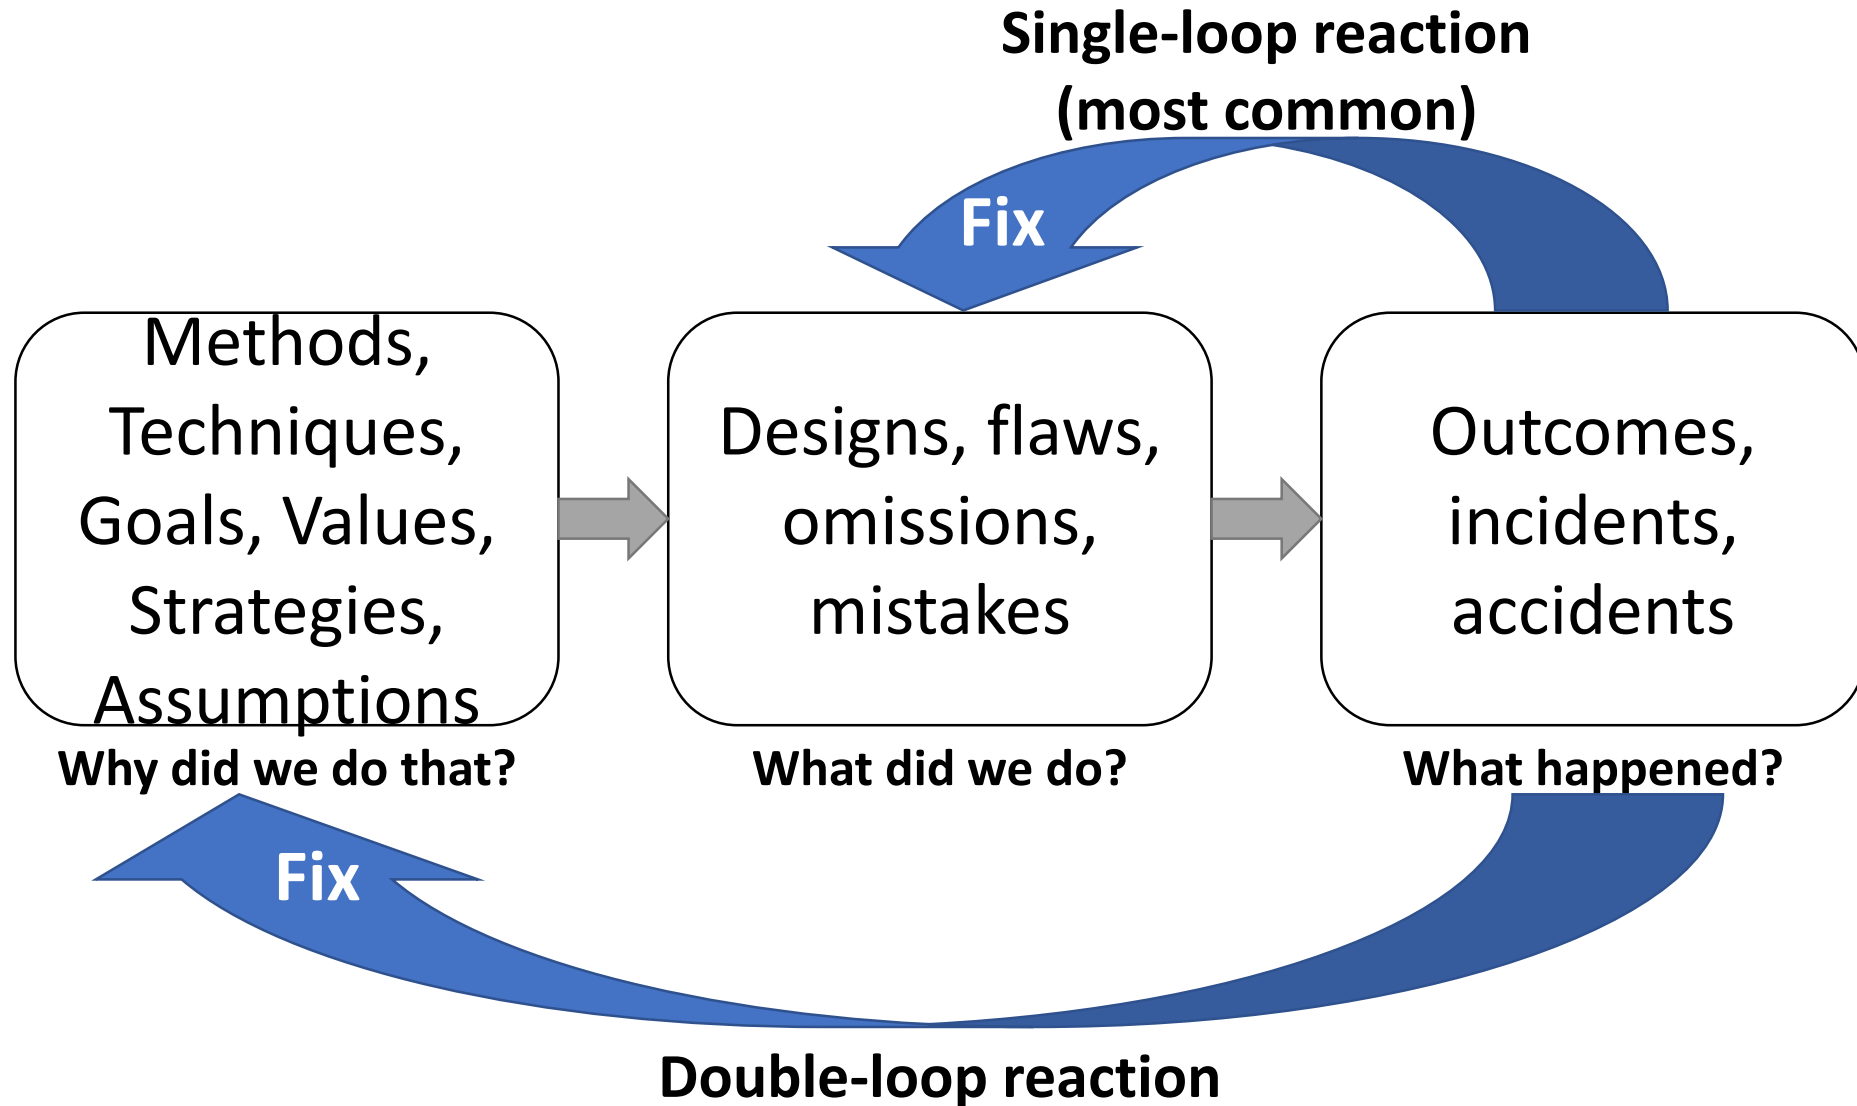 Single-loop reaction
(most common)
Fix
Methods,
Techniques,
Goals, Values,
Strategies,
Assumptions
Designs, flaws,
omissions,
mistakes
Outcomes,
incidents,
accidents
Why did we do that?
What did we do?
What happened?
Fix
Double-loop reaction